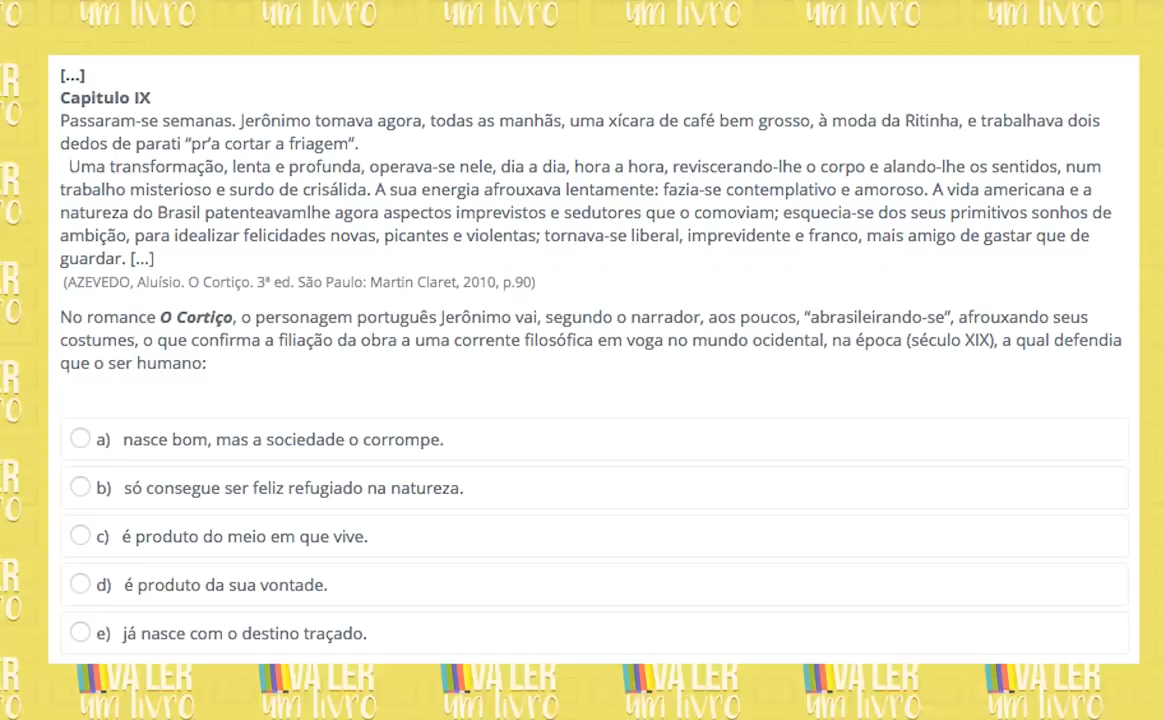 um livro um livro um livro um livro um livro um livro
[...]
Capitulo IX
Passaram-se semanas. Jerônimo tomava agora, todas as manhãs, uma xícara de café bem grosso, à moda da Ritinha, e trabalhava dois
dedos de parati “pr’a cortar a friagem”.
Uma transformação, lenta e profunda, operava-se nele, dia a dia, hora a hora, reviscerando-lhe o corpo e alando-lhe os sentidos, num
trabalho misterioso e surdo de crisálida. A sua energia afrouxava lentamente: fazia-se contemplativo e amoroso. A vida americana e a
natureza do Brasil patenteavamlhe agora aspectos imprevistos e sedutores que o comoviam; esquecia-se dos seus primitivos sonhos de
ambição, para idealizar felicidades novas, picantes e violentas; tornava-se liberal, imprevidente e franco, mais amigo de gastar que de
guardar. [...]
(AZEVEDO, Aluísio. O Cortiço. 3ª ed. São Paulo: Martin Claret, 2010, p.90)
No romance O Cortiço, o personagem português Jerônimo vai, segundo o narrador, aos poucos, “abrasileirando-se”, afrouxando seus
costumes, o que confirma a filiação da obra a uma corrente filosófica em voga no mundo ocidental, na época (século XIX), a qual defendia
que o ser humano:
a) nasce bom, mas a sociedade o corrompe.
b) só consegue ser feliz refugiado na natureza.
c) é produto do meio em que vive.
d) é produto da sua vontade.
e) já nasce com o destino traçado.
VA LER VA LER VA LER VA LER VA LER VA LER
um livro um livro um livro um livro um livro um livro